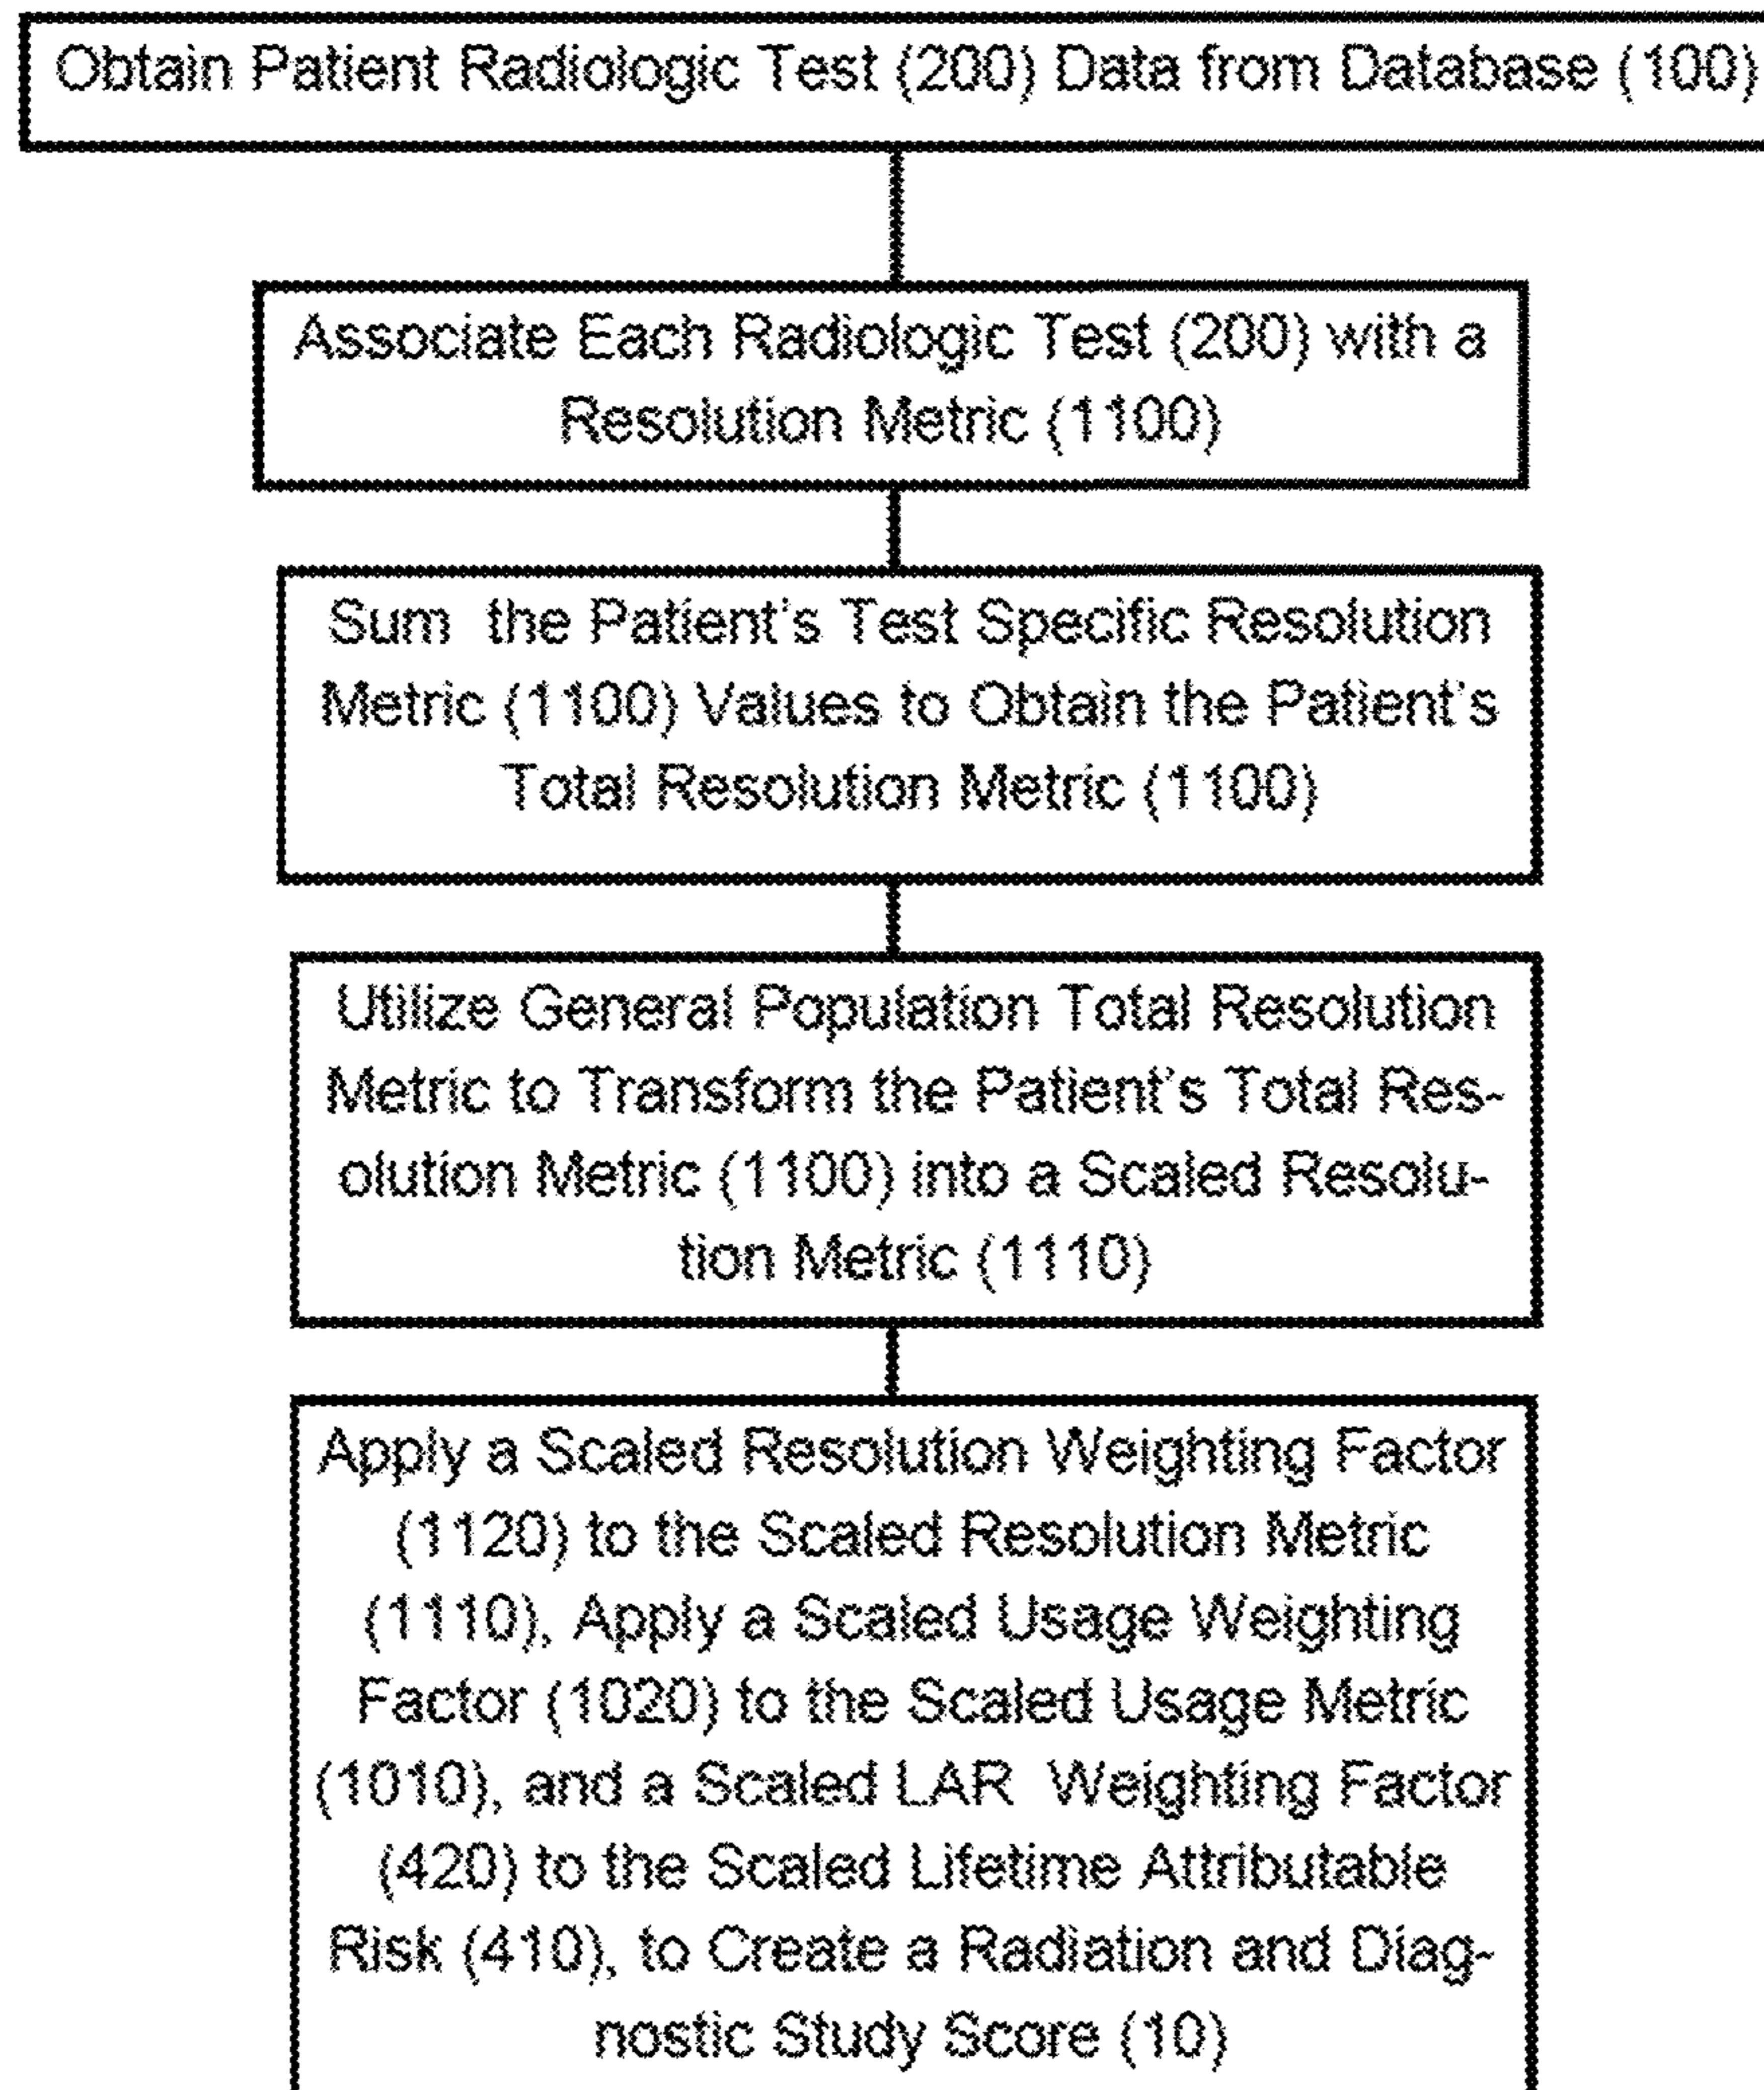 Obtain Patient Radiologic Test (200) Data from Database (100)
Associate Each Radiologic Test (200) with a
Resolution Metric (1100)
Sum the Patient's Test Specific Resolution
Metric (1100) Values to Obtain the Patient's
Total Resolution Metric (1100)
Utilize General Population Total Resolution
Metric to Transform the Patient's Total Res-
olution Metric (1100) into a Scaled Resolu-
tion Metric (1110)
Apply a Scaled Resolution Weighting Factor
(1120) to the Scaled Resolution Metric
(1110), Apply a Scaled Usage Weighting
Factor (1020) to the Scaled Usage Metric
(1010), and a Scaled LAR Weighting Factor
(420) to the Scaled Lifetime Attributable
Risk (410), to Create a Radiation and Diag-
nostic Study Score (10)